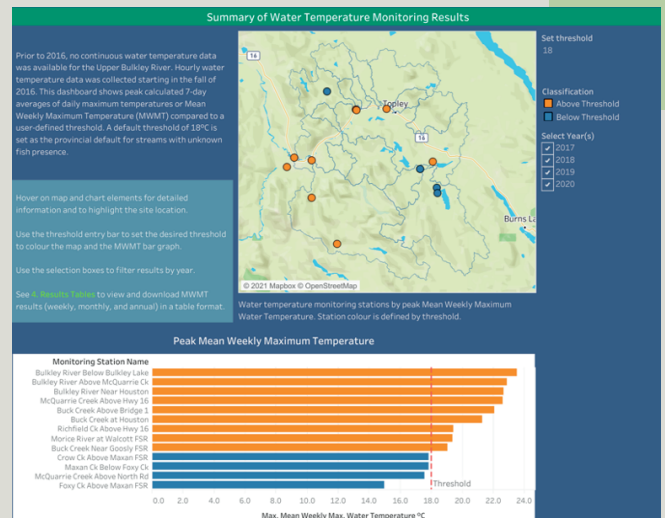 Summary of Water Temperature Monitoring Results
Prior to 2016, no continuous water temperature data
was available for the Upper Bulkley River. Hourly water
temperature data was collected starting in the fall of
2016. This dashboard shows peak calculated 7-day
averages of daily maximum temperatures or Mean
Weekly Maximum Temperature (MWMT) compared to a
user-defined threshold. A default threshold of 18ºC is
set as the provincial default for streams with unknown
fish presence.
Hover on map and chart elements for detailed
information and to highlight the site location.
Use the threshold entry bar to set the desired threshold
to colour the map and the MWMT bar graph.
Use the selection boxes to filter results by year.
See 4. Results Tables to view and download MWMT
results (weekly, monthly, and annual) in a table format.
16
Topley
16
Burns La
© 2021 Mapbox © OpenStreetMap
Water temperature monitoring stations by peak Mean Weekly Maximum
Water Temperature. Station colour is defined by threshold.
Set threshold
18
Classification
Above Threshold
Below Threshold
Select Year(s)
2017
2018
2019
2020
Peak Mean Weekly Maximum Temperature
Monitoring Station Name
Bulkley River Below Bulkley Lake
Bulkley River Above McQuarrie Ck
Bulkley River Near Houston
McQuarrie Creek Above Hwy 16
Buck Creek Above Bridge 1
Buck Creek at Houston
Richfield Ck Above Hwy 16
Morice River at Walcott FSR
Buck Creek Near Goosly FSR
Crow Ck Above Maxan FSR
Maxan Ck Below Foxy Ck
McQuarrie Creek Above North Rd
Foxy Ck Above Maxan FSR
Threshold
0.0 2.0 4.0 6.0 8.0 10.0 12.0 14.0 16.0 18.0 20.0 22.0 24.0
Max. Mean Weekly Max. Water Temperature ºC